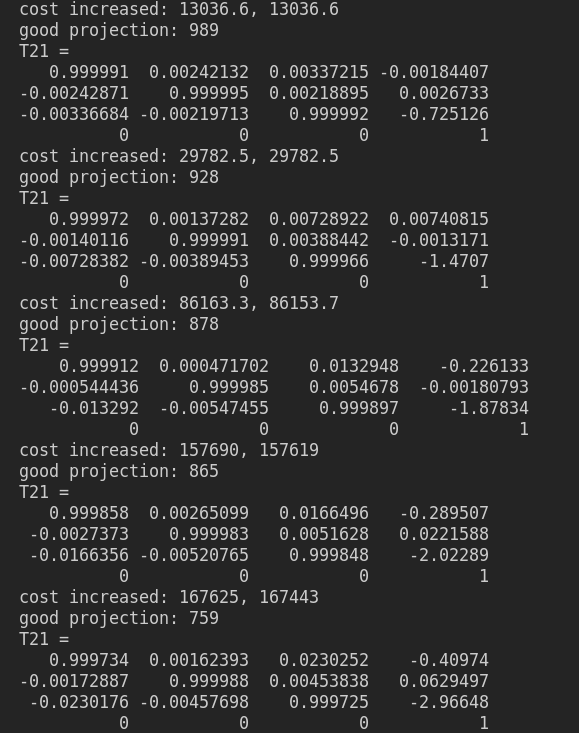 cost increased: 13036.6, 13036.6
good projection: 989
T21 =
   0.999991  0.00242132  0.00337215 -0.00184407
-0.00242871    0.999995  0.00218895   0.0026733
-0.00336684 -0.00219713    0.999992   -0.725126
          0           0           0           1
cost increased: 29782.5, 29782.5
good projection: 928
T21 =
   0.999972  0.00137282  0.00728922  0.00740815
-0.00140116    0.999991  0.00388442  -0.0013171
-0.00728382 -0.00389453    0.999966     -1.4707
          0           0           0           1
cost increased: 86163.3, 86153.7
good projection: 878
T21 =
    0.999912  0.000471702    0.0132948    -0.226133
-0.000544436     0.999985    0.0054678  -0.00180793
   -0.013292  -0.00547455     0.999897     -1.87834
           0            0            0            1
cost increased: 157690, 157619
good projection: 865
T21 =
   0.999858  0.00265099   0.0166496   -0.289507
 -0.0027373    0.999983   0.0051628   0.0221588
 -0.0166356 -0.00520765    0.999848    -2.02289
          0           0           0           1
cost increased: 167625, 167443
good projection: 759
T21 =
   0.999734  0.00162393   0.0230252    -0.40974
-0.00172887    0.999988  0.00453838   0.0629497
 -0.0230176 -0.00457698    0.999725    -2.96648
          0           0           0           1